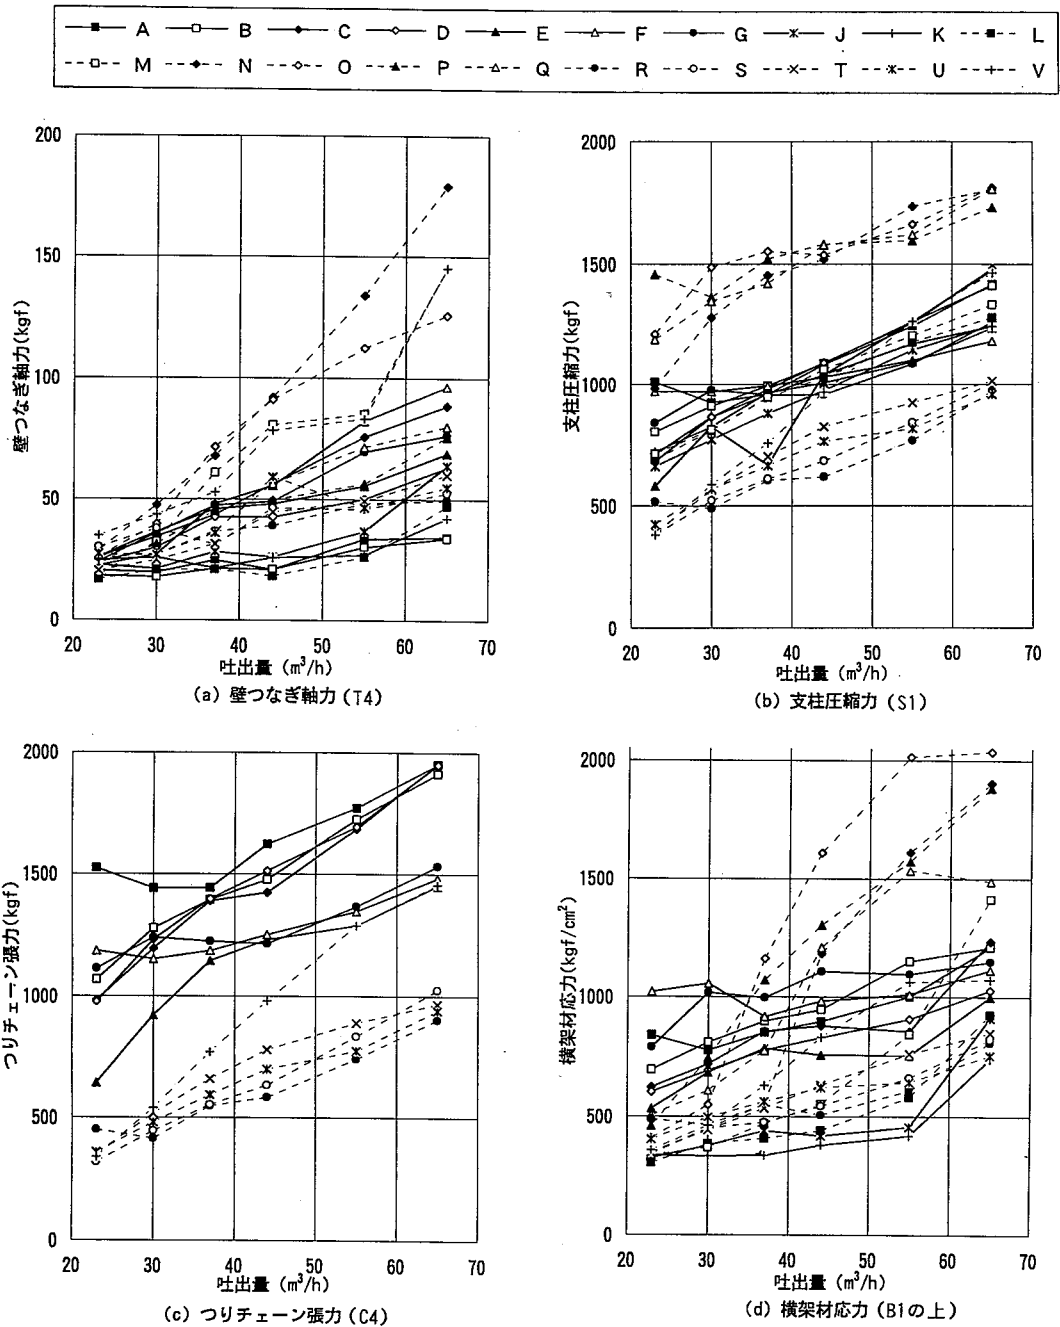 A B C D E F G J K L
M N O P Q R S T U V
200
150
100
50
0
20 30 40 50 60 70
壁つなぎ軸力(kgf)
吐出量 (m³/h)
(a) 壁つなぎ軸力 (T4)
2000
1500
1000
500
0
20 30 40 50 60 70
支柱圧縮力(kgf)
吐出量 (m³/h)
(b) 支柱圧縮力 (S1)
2000
1500
1000
500
0
20 30 40 50 60 70
つりチェーン張力(kgf)
吐出量 (m³/h)
(c) つりチェーン張力 (C4)
2000
1500
1000
500
0
20 30 40 50 60 70
横架材応力(kgf/cm²)
吐出量 (m³/h)
(d) 横架材応力 (B1の上)